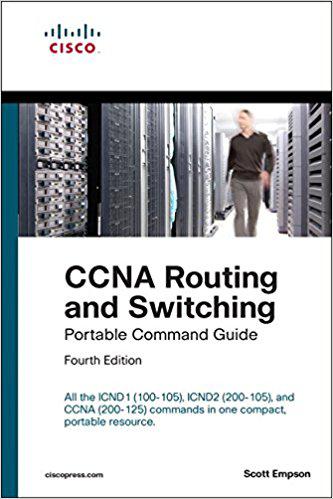 CISCO
CCNA Routing
and Switching
Portable Command Guide
Fourth Edition
All the ICND1 (100-105), ICND2 (200-105), and
CCNA (200-125) commands in one compact,
portable resource.
ciscopress.com
Scott Empson